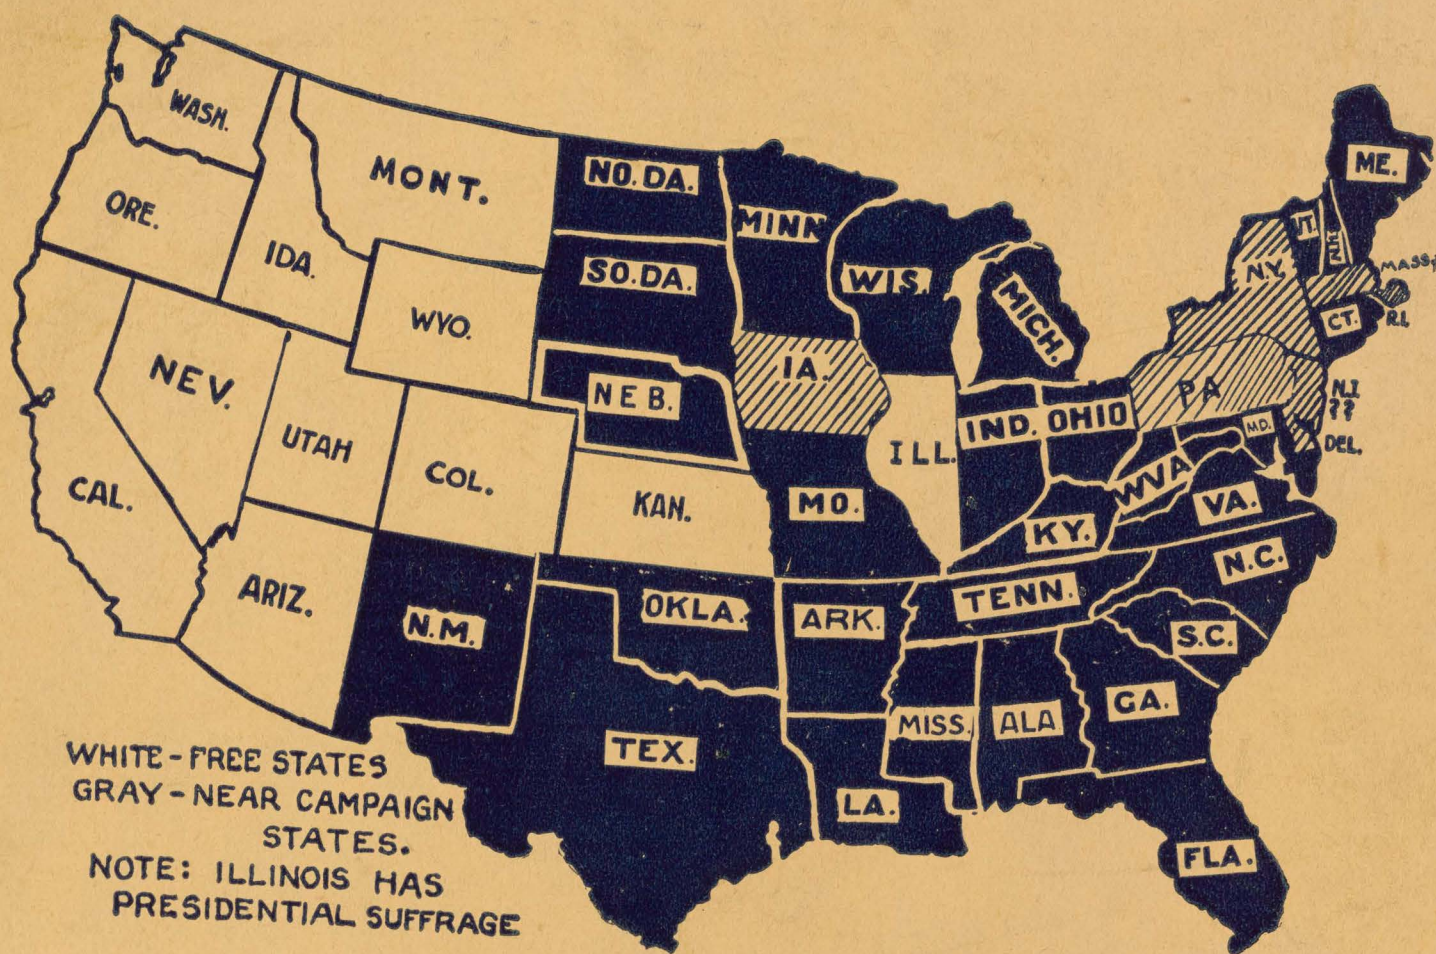 WASH.
MONT.
NO. DA.
MINN
ME.
ORE.
IDA.
SO. DA.
WIS.
MICH.
VT.
N.H.
N.Y.
MASS.
WYO.
CT.
R.I.
NEV.
NEB.
IA.
PA
N.J.
??
UTAH
COL.
KAN.
ILL.
IND.
OHIO
MD.
DEL.
CAL.
MO.
W VA
VA.
KY.
ARIZ.
N.M.
OKLA.
ARK.
TENN.
N.C.
S.C.
TEX.
MISS.
ALA
GA.
LA.
FLA.
WHITE - FREE STATES
GRAY - NEAR CAMPAIGN
STATES.
NOTE: ILLINOIS HAS
PRESIDENTIAL SUFFRAGE